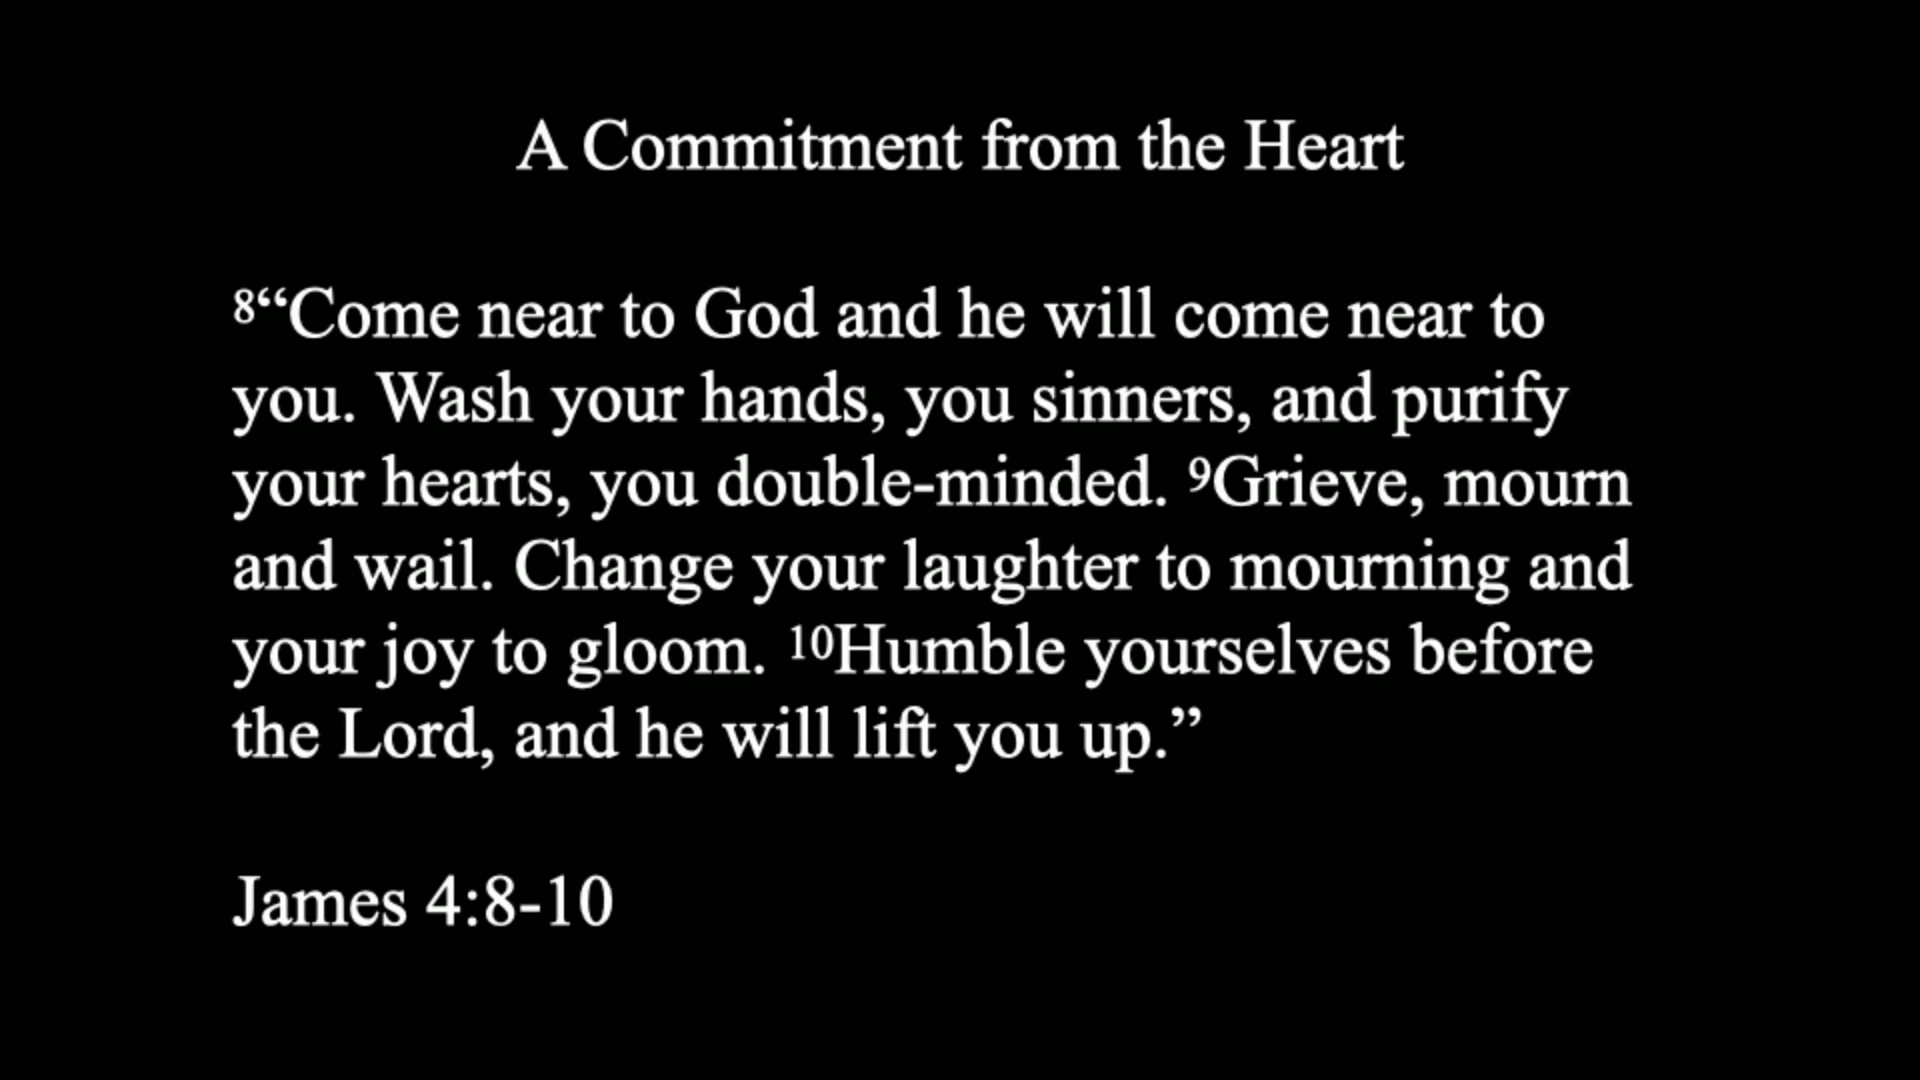 A Commitment from the Heart
⁸“Come near to God and he will come near to
you. Wash your hands, you sinners, and purify
your hearts, you double-minded. ⁹Grieve, mourn
and wail. Change your laughter to mourning and
your joy to gloom. ¹⁰Humble yourselves before
the Lord, and he will lift you up.”
James 4:8-10